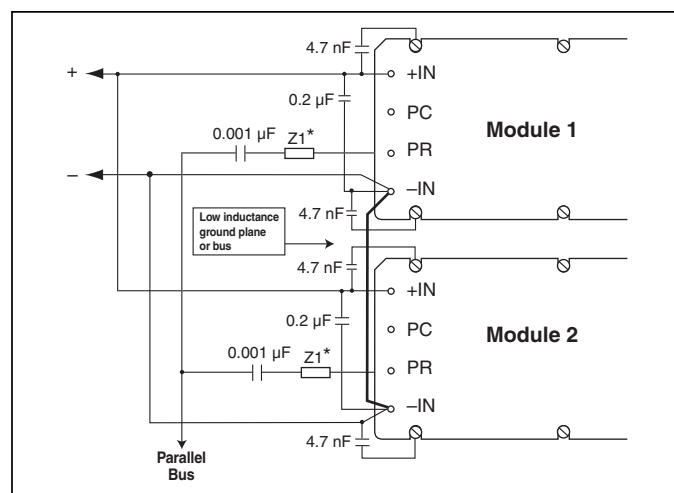 4.7 nF
+
+IN
0.2 µF
PC
Module 1
0.001 µF
Z1*
PR
–
–IN
4.7 nF
Low inductance
ground plane
or bus
4.7 nF
+IN
0.2 µF
PC
Module 2
0.001 µF
Z1*
PR
–IN
4.7 nF
Parallel
Bus